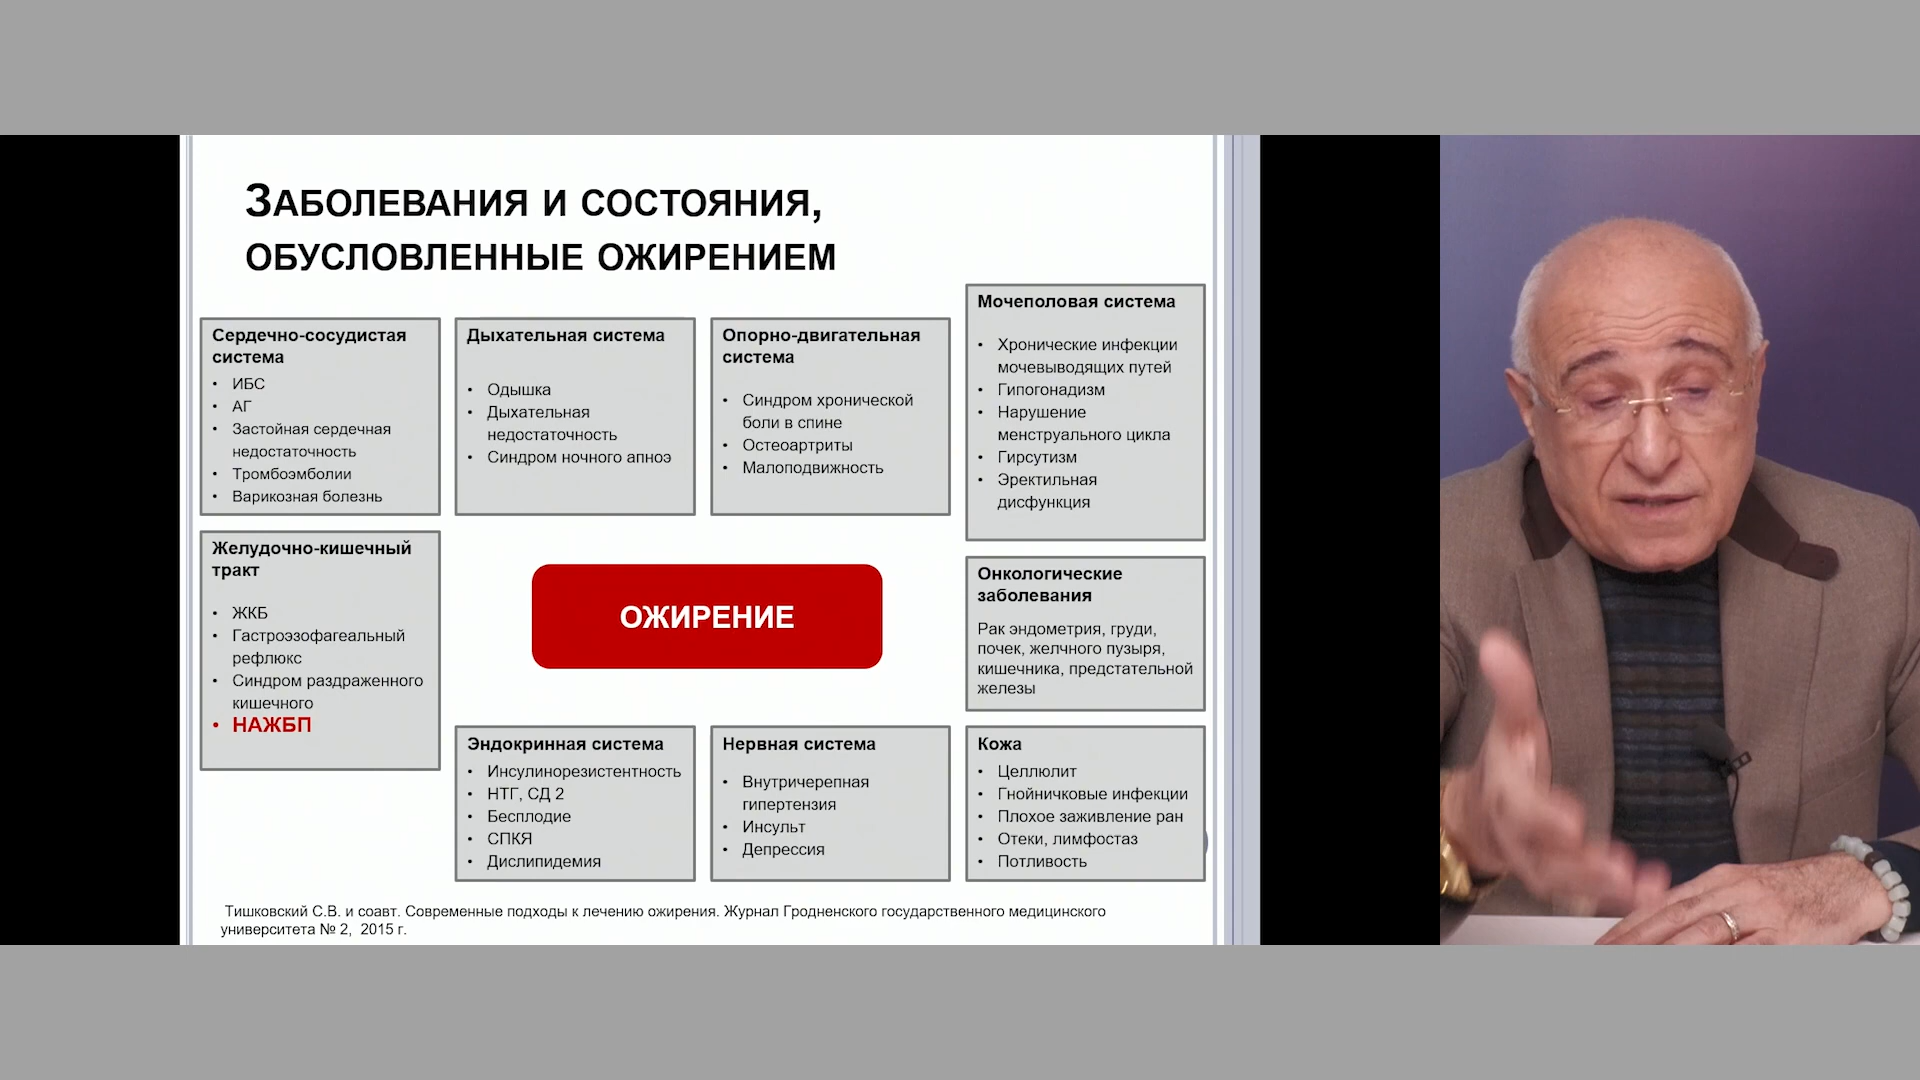 Заболевания и состояния,
обусловленные ожирением
Сердечно-сосудистая
система
• ИБС
• АГ
• Застойная сердечная
недостаточность
• Тромбоэмболии
• Варикозная болезнь
Дыхательная система
• Одышка
• Дыхательная
недостаточность
• Синдром ночного апноэ
Опорно-двигательная
система
• Синдром хронической
боли в спине
• Остеоартриты
• Малоподвижность
Мочеполовая система
• Хронические инфекции
мочевыводящих путей
• Гипогонадизм
• Нарушение
менструального цикла
• Гирсутизм
• Эректильная
дисфункция
Желудочно-кишечный
тракт
• ЖКБ
• Гастроэзофагеальный
рефлюкс
• Синдром раздраженного
кишечного
• НАЖБП
ОЖИРЕНИЕ
Онкологические
заболевания
Рак эндометрия, груди,
почек, желчного пузыря,
кишечника, предстательной
железы
Эндокринная система
• Инсулинорезистентность
• НТГ, СД 2
• Бесплодие
• СПКЯ
• Дислипидемия
Нервная система
• Внутричерепная
гипертензия
• Инсульт
• Депрессия
Кожа
• Целлюлит
• Гнойничковые инфекции
• Плохое заживление ран
• Отеки, лимфостаз
• Потливость
Тишковский С.В. и соавт. Современные подходы к лечению ожирения. Журнал Гродненского государственного медицинского
университета № 2, 2015 г.